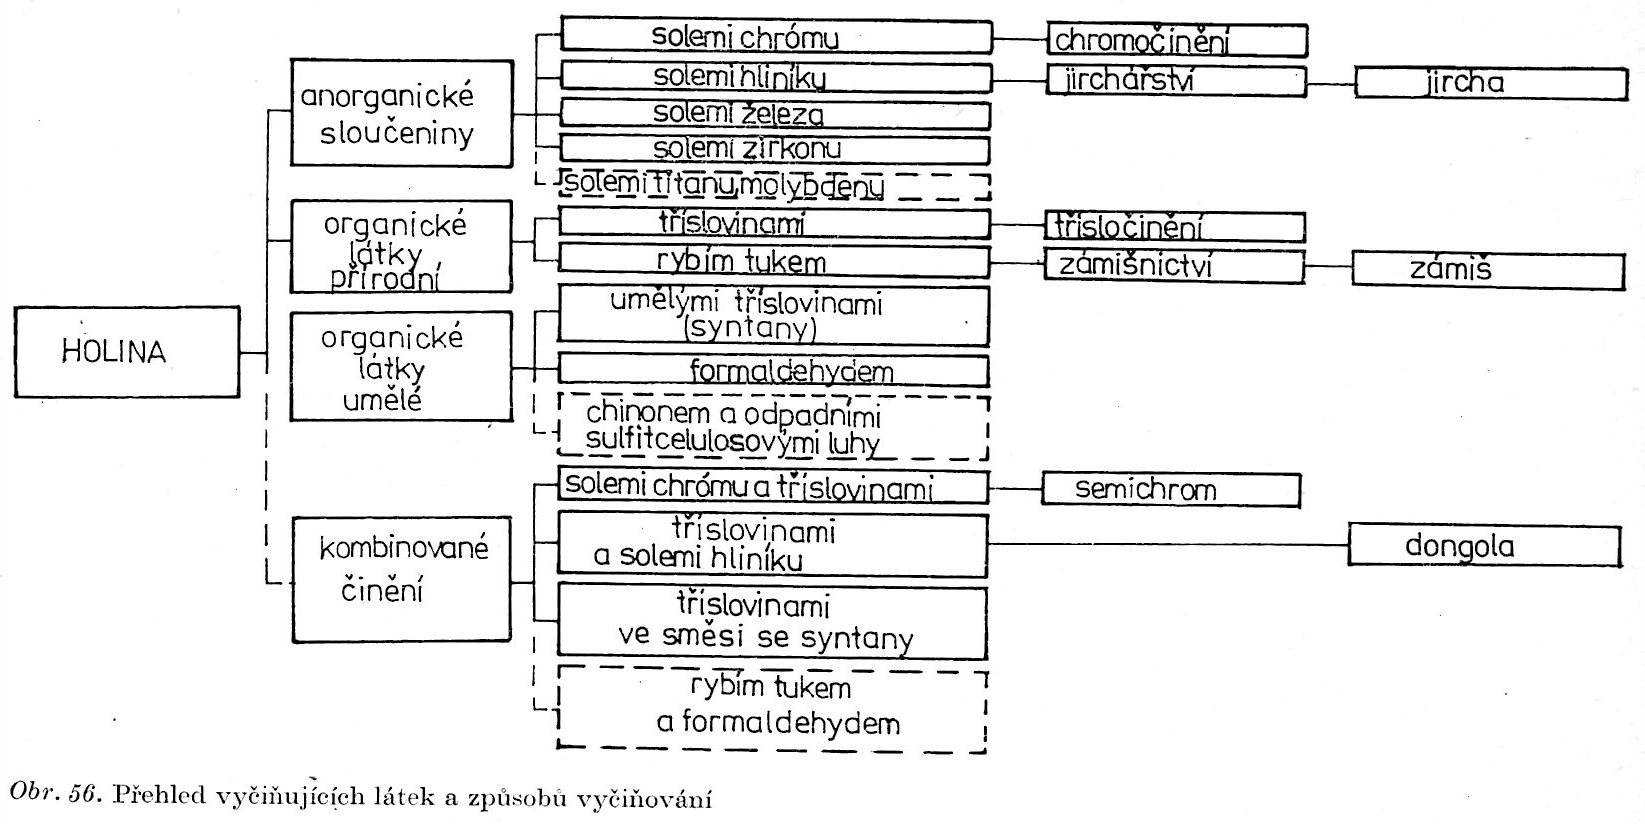 HOLINA
anorganické
sloučeniny
solemi chrómu
chromočinění
solemi hliníku
jirchářství
jircha
solemi železa
solemi zirkonu
solemi titanu, molybdenu
organické
látky
přírodní
tříslovinami
třísločinění
rybím tukem
zámišnictví
zámiš
organické
látky
umělé
umělými tříslovinami
(syntany)
formaldehydem
chinonem a odpadními
sulfitcelulosovými luhy
kombinované
činění
solemi chrómu a tříslovinami
semichrom
tříslovinami
a solemi hliníku
dongola
tříslovinami
ve směsi se syntany
rybím tukem
a formaldehydem
Obr. 56. Přehled vyčiňujících látek a způsobů vyčiňování